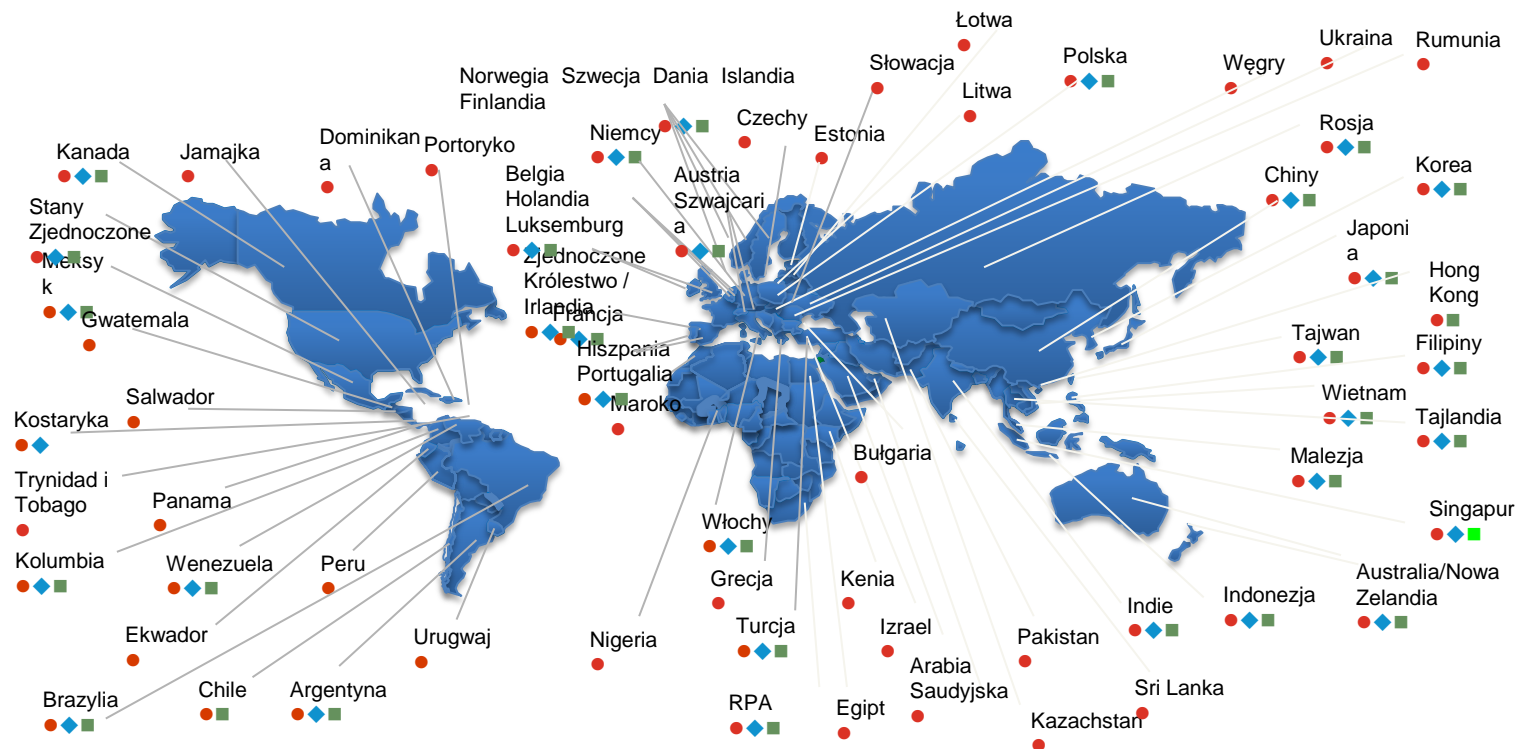 Łotwa
Ukraina
Rumunia
Polska
Słowacja
Węgry
Norwegia Szwecja Dania Islandia
Finlandia
Litwa
Czechy
Estonia
Niemcy
Rosja
Dominikan
a
Portoryko
Kanada
Jamajka
Chiny
Korea
Belgia
Holandia
Luksemburg
Austria
Szwajcari
a
Stany
Zjednoczone
Japoni
a
Meksy
k
Zjednoczone
Królestwo /
Irlandia
Hong
Kong
Francja
Gwatemala
Tajwan
Filipiny
Hiszpania
Portugalia
Wietnam
Salwador
Maroko
Kostaryka
Tajlandia
Bułgaria
Malezja
Trynidad i
Tobago
Panama
Singapur
Włochy
Kolumbia
Wenezuela
Peru
Grecja
Kenia
Australia/Nowa
Zelandia
Indonezja
Indie
Ekwador
Urugwaj
Nigeria
Turcja
Izrael
Pakistan
Arabia
Saudyjska
Brazylia
Chile
Argentyna
Sri Lanka
RPA
Egipt
Kazachstan